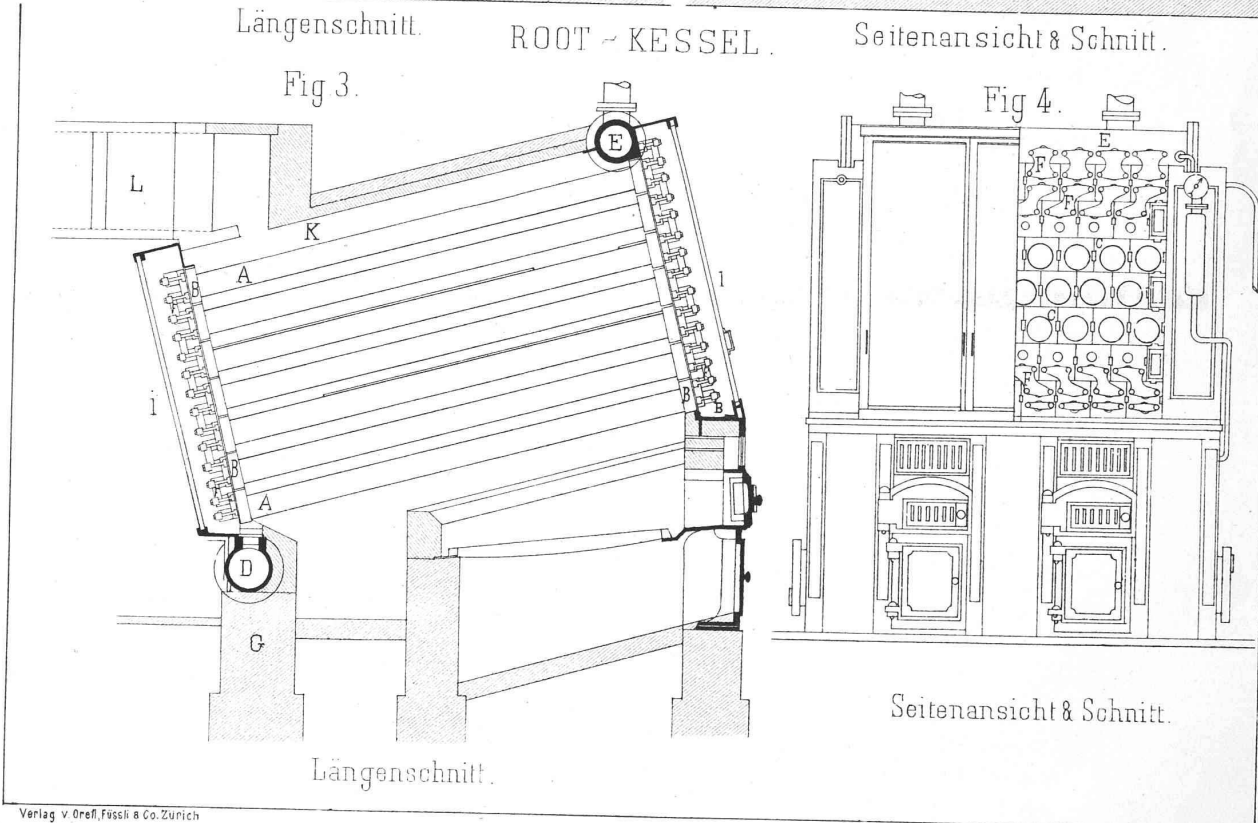 Längenschnitt.
ROOT ~ KESSEL.
Seitenansicht & Schnitt.
Fig 3.
Fig 4.
E
L
K
A
B
l
l
B
B
B
A
D
G
E
F
F
C
C
F
Seitenansicht & Schnitt.
Längenschnitt.
Verlag v. Orell, Füssli & Co. Zürich